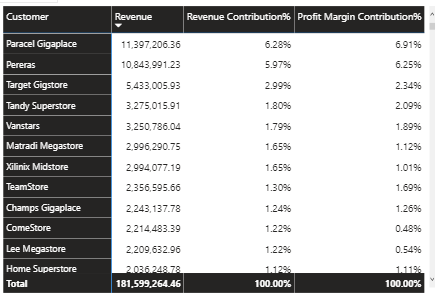 Customer Revenue Revenue Contribution% Profit Margin Contribution%
Paracel Gigaplace 11,397,206.36 6.28% 6.91%
Pereras 10,843,991.23 5.97% 6.25%
Target Gigstore 5,433,005.93 2.99% 2.34%
Tandy Superstore 3,275,015.91 1.80% 2.09%
Vanstars 3,250,786.04 1.79% 1.89%
Matradi Megastore 2,996,290.75 1.65% 1.12%
Xilinix Midstore 2,994,077.19 1.65% 1.01%
TeamStore 2,356,595.66 1.30% 1.69%
Champs Gigaplace 2,243,137.78 1.24% 1.26%
ComeStore 2,214,483.39 1.22% 0.48%
Lee Megastore 2,209,632.96 1.22% 0.54%
Home Superstore 2,036,248.78 1.12% 1.11%
Total 181,599,264.46 100.00% 100.00%